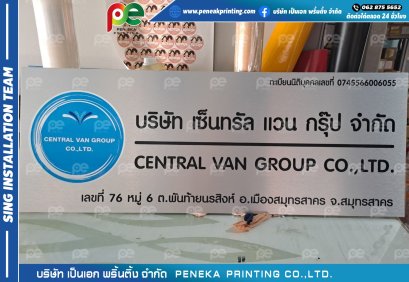 PENEKA
PRINTING
www.penekaprinting.com
บริษัท เป็นเอก พริ้นติ้ง จำกัด
062 875 5652
ติดต่อได้ตลอด 24 ชั่วโมง
SING INSTALLATION TEAM
ทะเบียนนิติบุคคลเลขที่ 0745566006055
CENTRAL VAN GROUP
CO.,LTD.
บริษัท เซ็นทรัล แวน กรุ๊ป จำกัด
CENTRAL VAN GROUP CO.,LTD.
เลขที่ 76 หมู่ 6 ต.พันท้ายนรสิงห์ อ.เมืองสมุทรสาคร จ.สมุทรสาคร
บริษัท เป็นเอก พริ้นติ้ง จำกัด PENEKA PRINTING CO.,LTD.